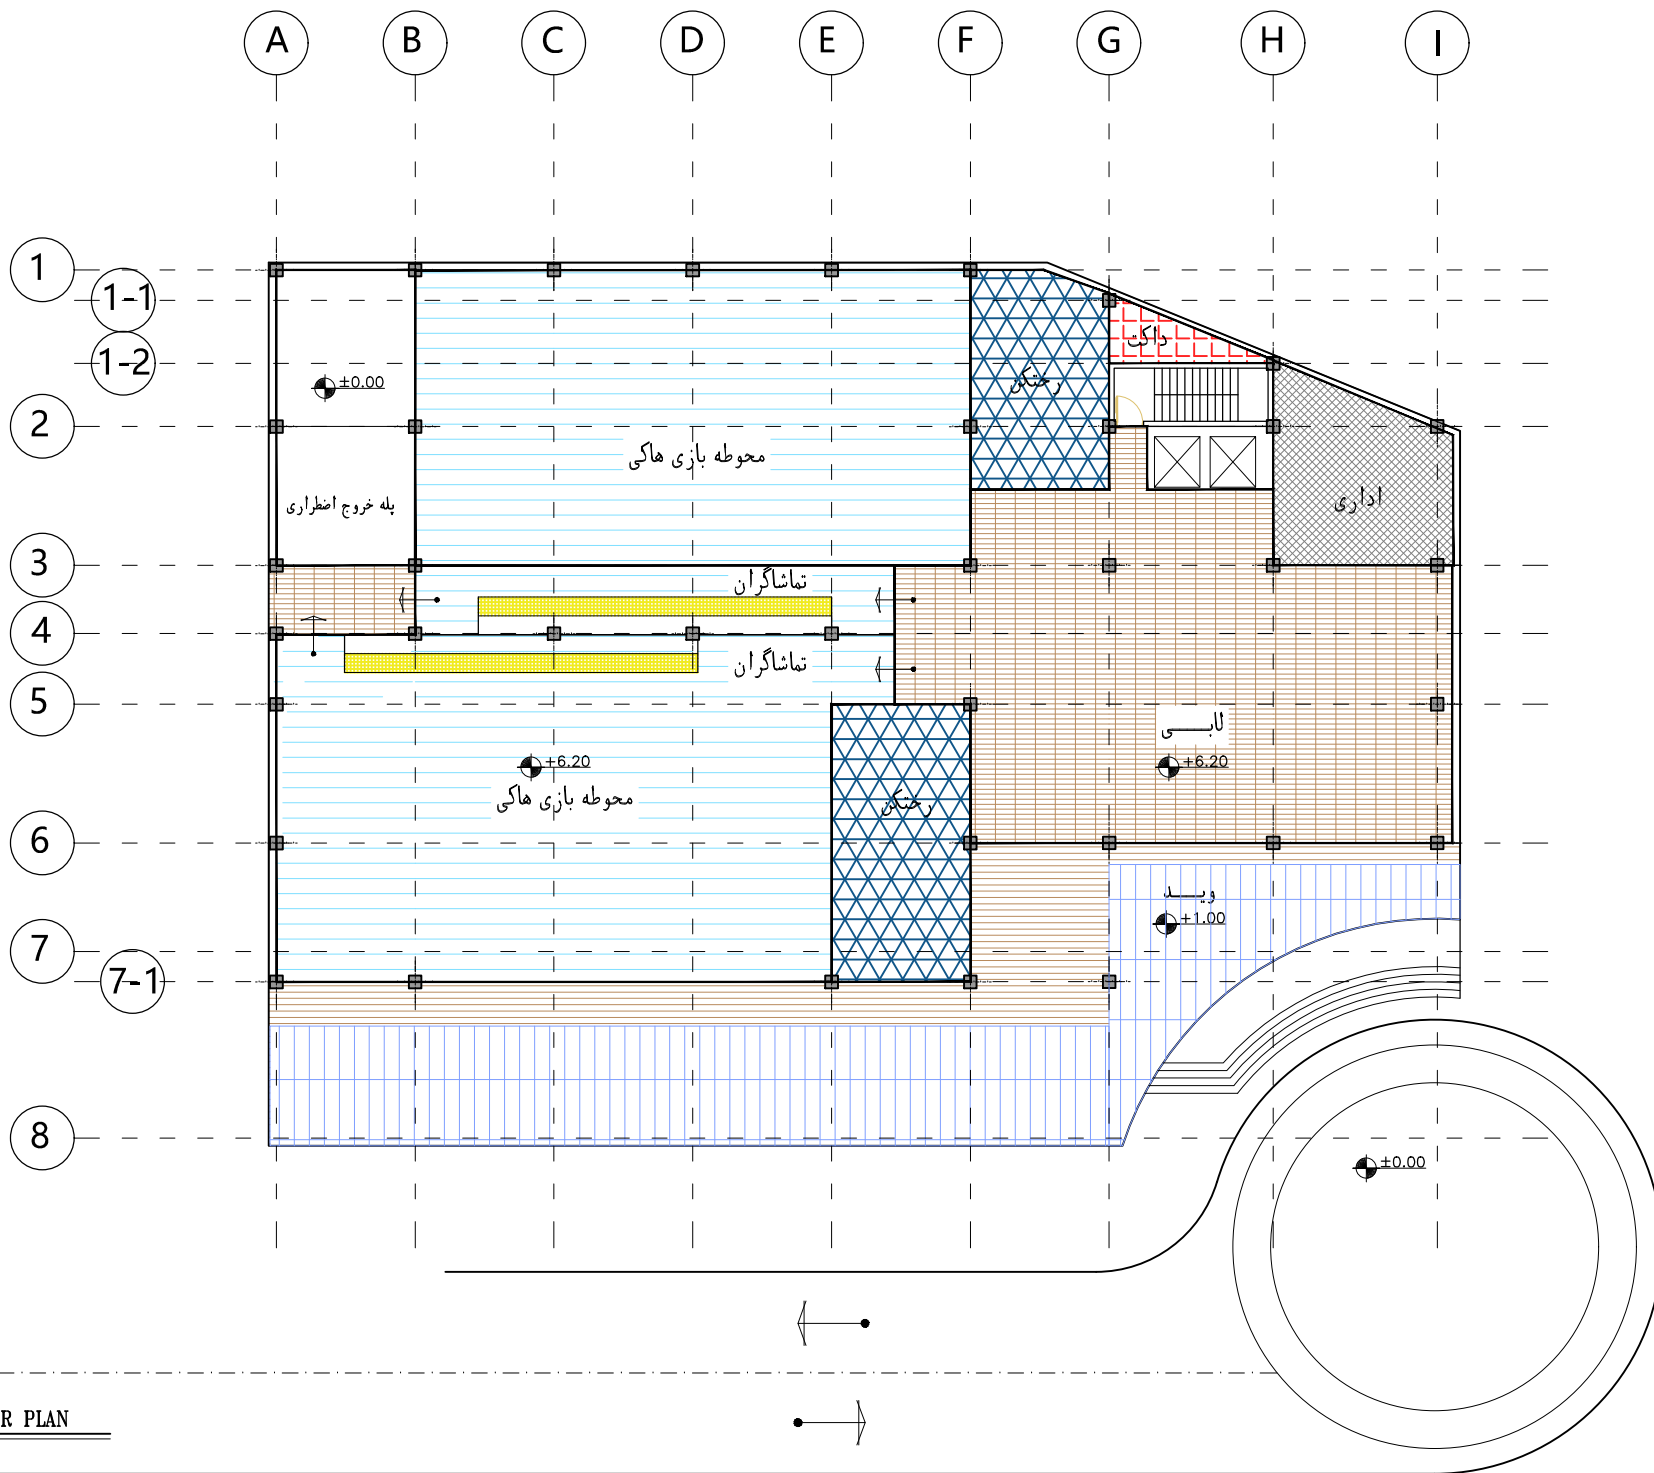 A B C D E F G H I
1
1-1
1-2
داکت
±0.00
رختکن
2
محوطه بازی هاکی
اداری
پله خروج اضطراری
3
تماشاگران
4
تماشاگران
5
لابی
+6.20
+6.20
محوطه بازی هاکی
رختکن
6
وید
+1.00
7
7-1
8
±0.00
R PLAN